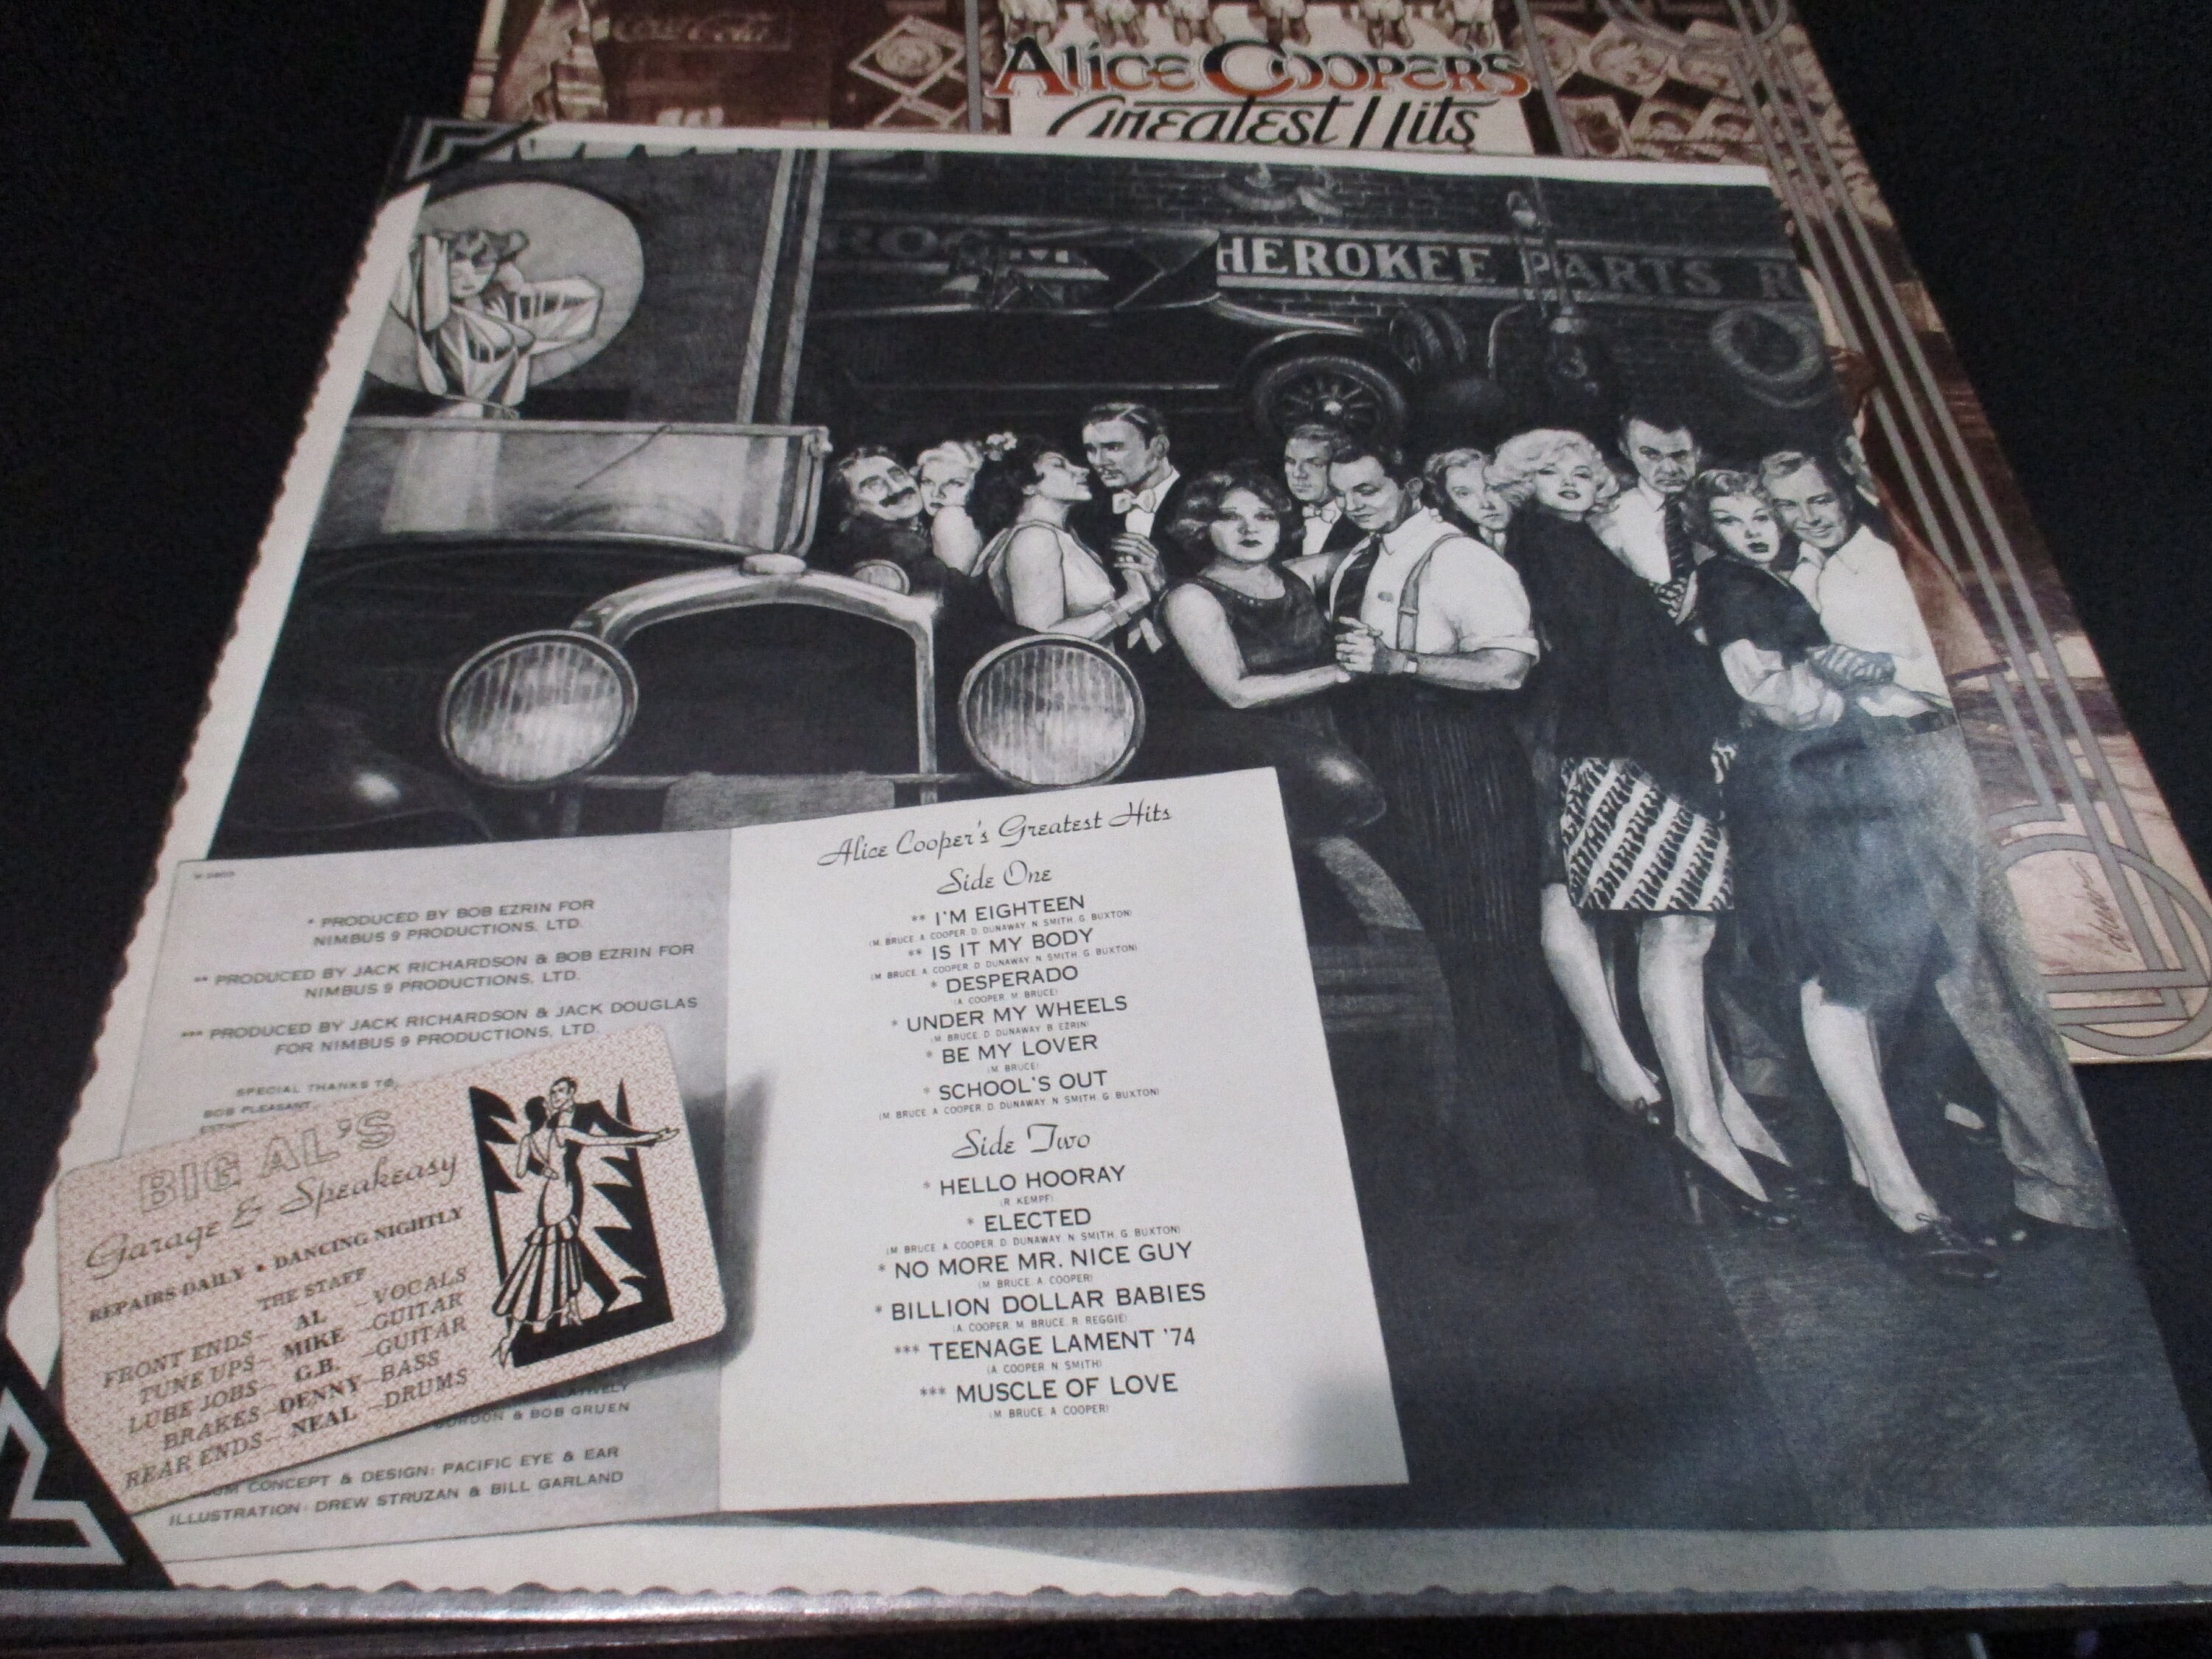 Coca-Cola
ALICE COOPER'S
Greatest Hits
HEROKEE PARTS R
* PRODUCED BY BOB EZRIN FOR
NIMBUS 9 PRODUCTIONS, LTD.
** PRODUCED BY JACK RICHARDSON & BOB EZRIN FOR
NIMBUS 9 PRODUCTIONS, LTD.
*** PRODUCED BY JACK RICHARDSON & JACK DOUGLAS
FOR NIMBUS 9 PRODUCTIONS, LTD.
SPECIAL THANKS TO,
BOB PLEASANT
BIG AL'S
Garage & Speakeasy
REPAIRS DAILY • DANCING NIGHTLY
THE STAFF
FRONT ENDS— AL —VOCALS
TUNE UPS— MIKE —GUITAR
LUBE JOBS— G.B. —GUITAR
BRAKES—DENNY—BASS
REAR ENDS— NEAL —DRUMS
GORDON & BOB GRUEN
CONCEPT & DESIGN: PACIFIC EYE & EAR
ILLUSTRATION: DREW STRUZAN & BILL GARLAND
Alice Cooper's Greatest Hits
Side One
** I'M EIGHTEEN
(M. BRUCE, A. COOPER, D. DUNAWAY, N. SMITH, G. BUXTON)
** IS IT MY BODY
(M. BRUCE, A. COOPER, D. DUNAWAY, N. SMITH, G. BUXTON)
* DESPERADO
(A. COOPER, M. BRUCE)
* UNDER MY WHEELS
(M. BRUCE, D. DUNAWAY, B. EZRIN)
* BE MY LOVER
(M. BRUCE)
* SCHOOL'S OUT
(M. BRUCE, A. COOPER, D. DUNAWAY, N. SMITH, G. BUXTON)
Side Two
* HELLO HOORAY
(R. KEMPF)
* ELECTED
(M. BRUCE, A. COOPER, D. DUNAWAY, N. SMITH, G. BUXTON)
* NO MORE MR. NICE GUY
(M. BRUCE, A. COOPER)
* BILLION DOLLAR BABIES
(A. COOPER, M. BRUCE, R. REGGIE)
*** TEENAGE LAMENT '74
(A. COOPER, N. SMITH)
*** MUSCLE OF LOVE
(M. BRUCE, A. COOPER)